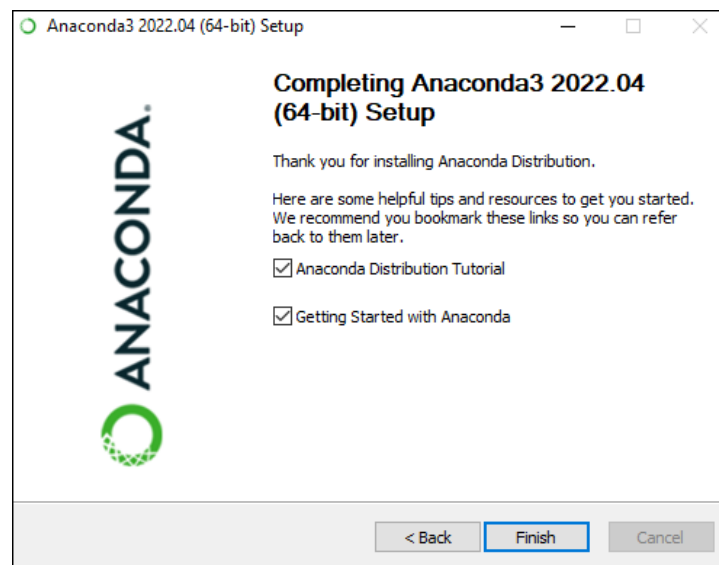 Anaconda3 2022.04 (64-bit) Setup
ANACONDA.
Completing Anaconda3 2022.04
(64-bit) Setup
Thank you for installing Anaconda Distribution.
Here are some helpful tips and resources to get you started.
We recommend you bookmark these links so you can refer
back to them later.
Anaconda Distribution Tutorial
Getting Started with Anaconda
< Back
Finish
Cancel